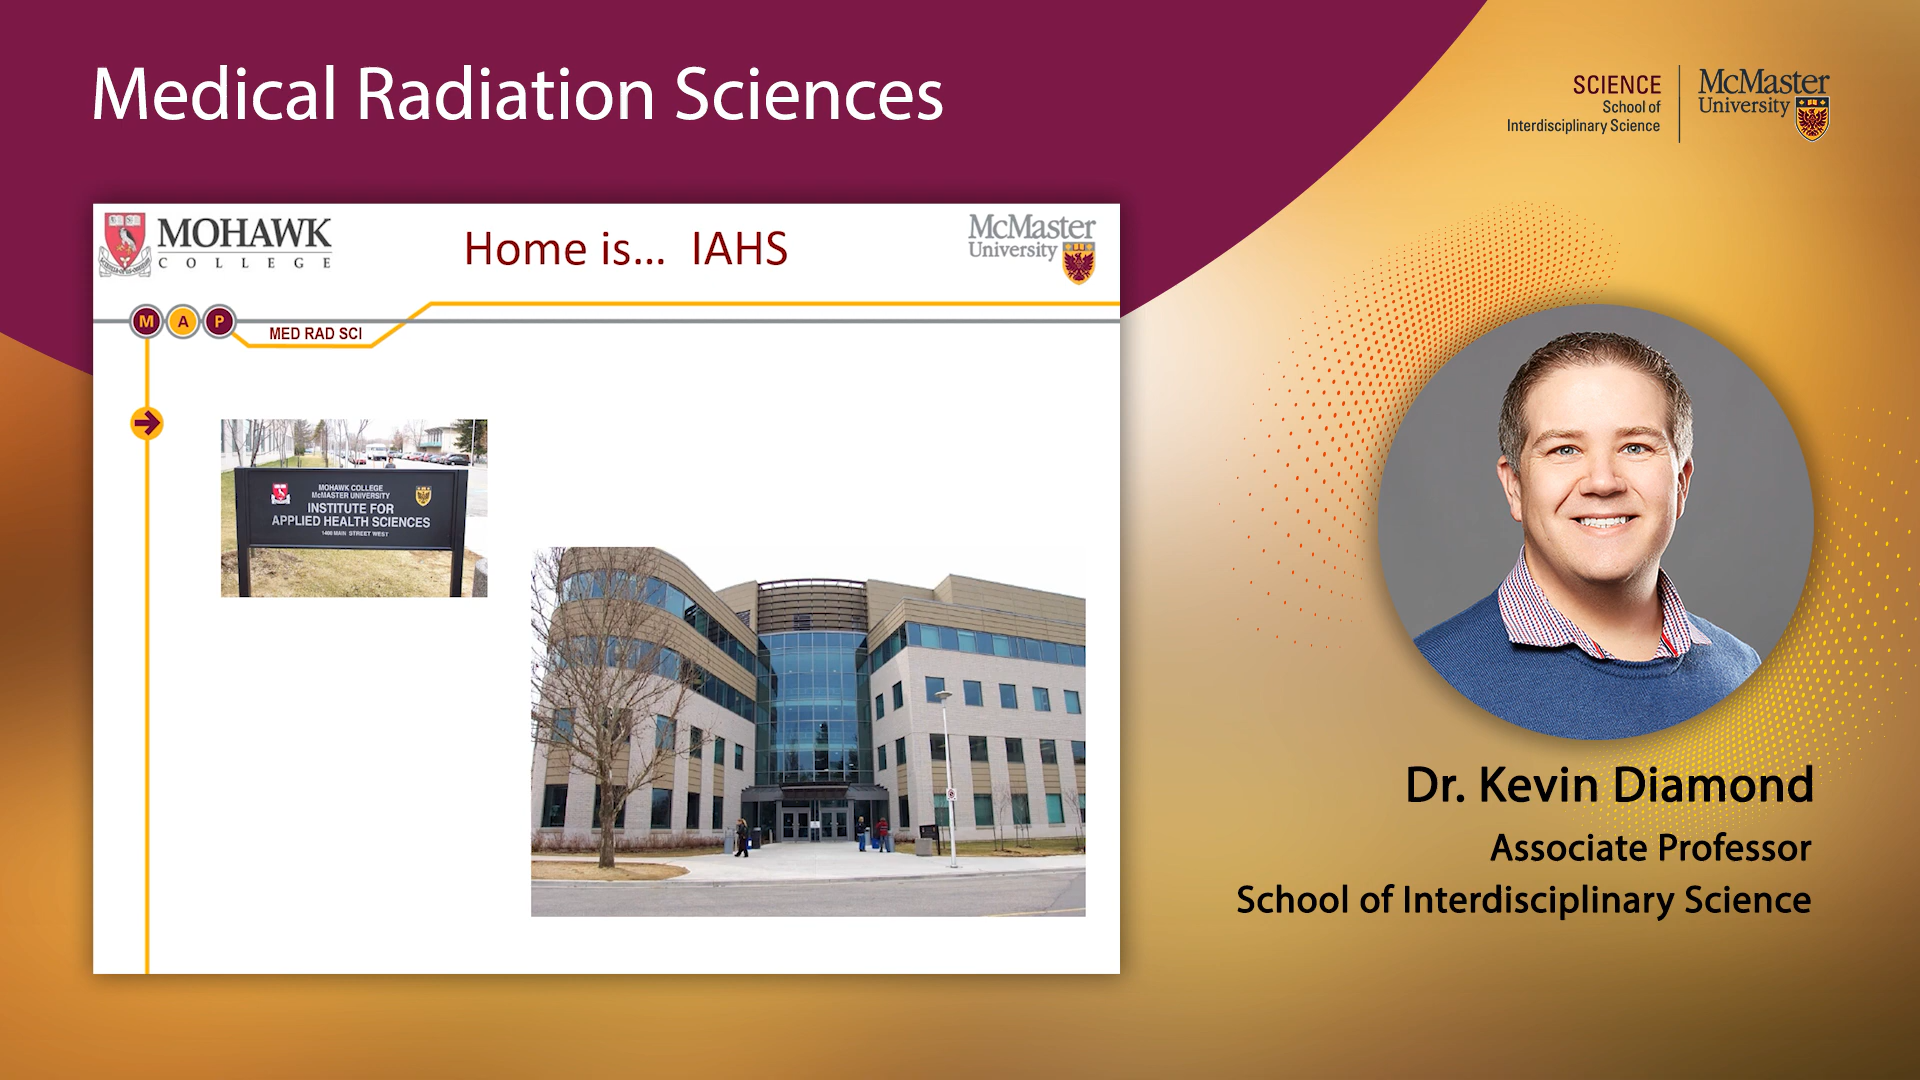 Medical Radiation Sciences
SCIENCE
School of
Interdisciplinary Science
McMaster
University
MOHAWK
COLLEGE
Home is... IAHS
McMaster
University
M A P
MED RAD SCI
MOHAWK COLLEGE
McMASTER UNIVERSITY
INSTITUTE FOR
APPLIED HEALTH SCIENCES
1400 MAIN STREET WEST
Dr. Kevin Diamond
Associate Professor
School of Interdisciplinary Science